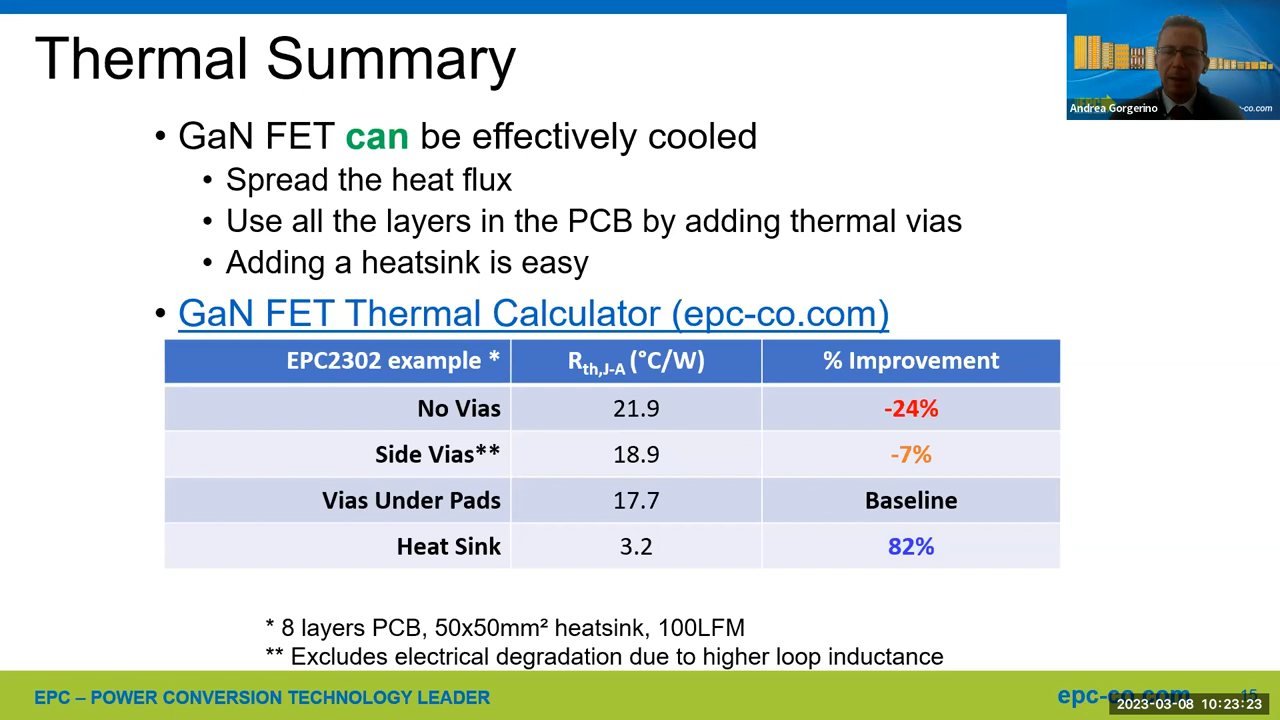 Thermal Summary
Andrea Gorgerino
-co.com
• GaN FET can be effectively cooled
• Spread the heat flux
• Use all the layers in the PCB by adding thermal vias
• Adding a heatsink is easy
• GaN FET Thermal Calculator (epc-co.com)
EPC2302 example * Rth,J-A (°C/W) % Improvement
No Vias 21.9 -24%
Side Vias** 18.9 -7%
Vias Under Pads 17.7 Baseline
Heat Sink 3.2 82%
* 8 layers PCB, 50x50mm² heatsink, 100LFM
** Excludes electrical degradation due to higher loop inductance
EPC – POWER CONVERSION TECHNOLOGY LEADER
epc-co.com 15
2023-03-08 10:23:23